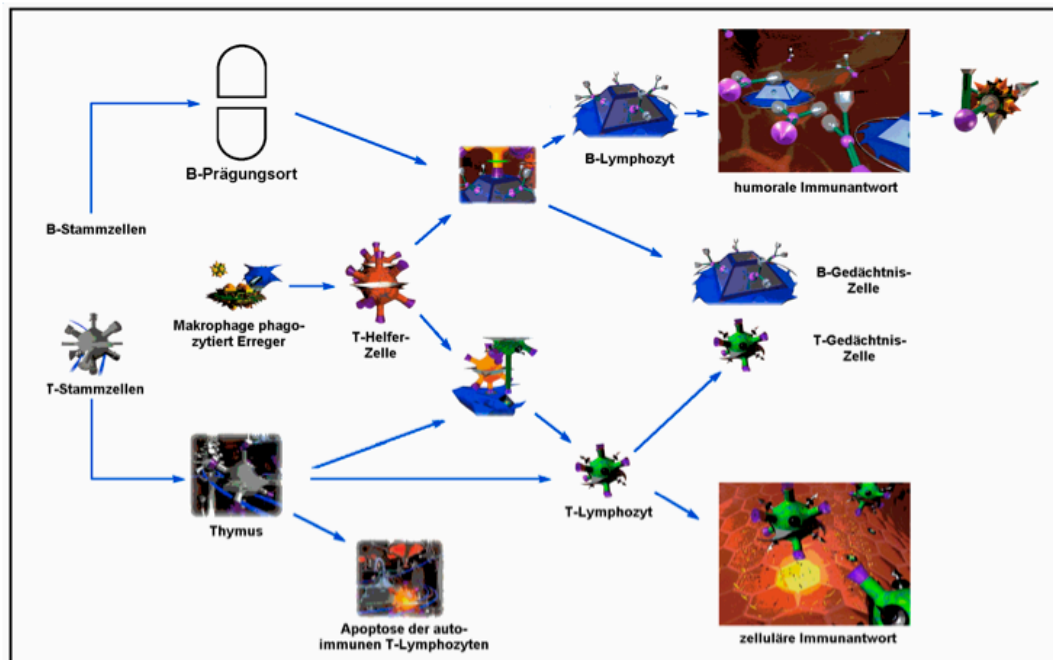 B-Prägungsort
B-Lymphozyt
humorale Immunantwort
B-Stammzellen
B-Gedächtnis-
Zelle
Makrophage phago-
zytiert Erreger
T-Helfer-
Zelle
T-Gedächtnis-
Zelle
T-Stammzellen
Thymus
T-Lymphozyt
Apoptose der auto-
immunen T-Lymphozyten
zelluläre Immunantwort